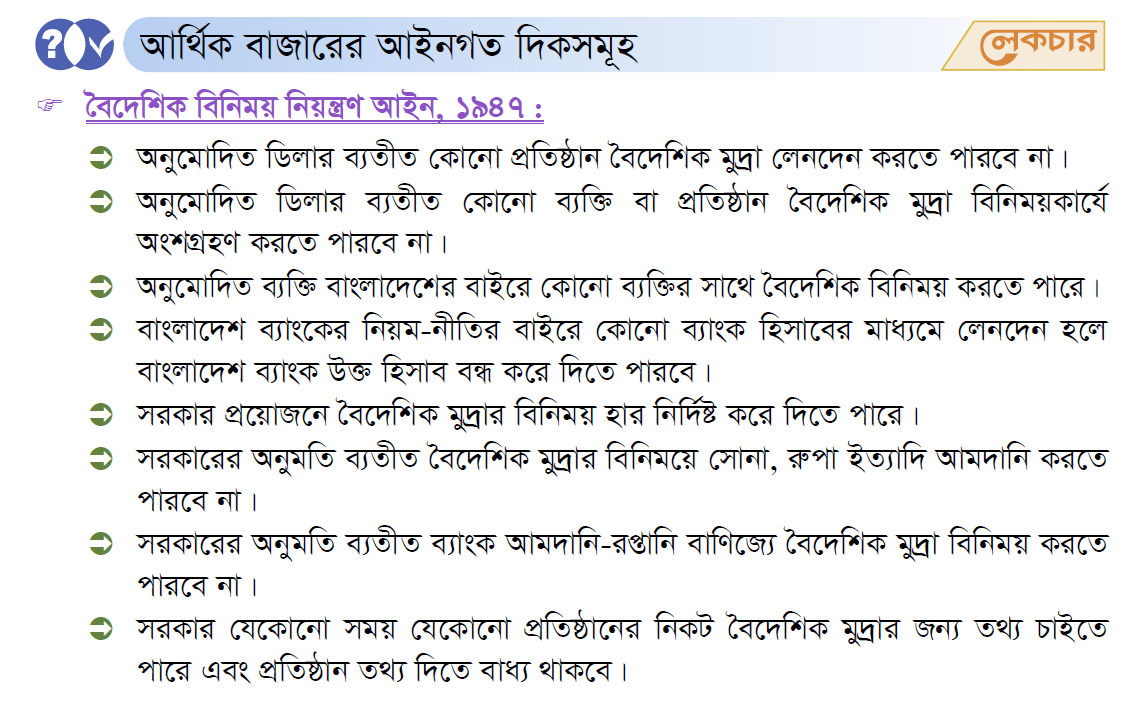 আর্থিক বাজারের আইনগত দিকসমূহ
লেকচার
বৈদেশিক বিনিময় নিয়ন্ত্রণ আইন, ১৯৪৭ :
অনুমোদিত ডিলার ব্যতীত কোনো প্রতিষ্ঠান বৈদেশিক মুদ্রা লেনদেন করতে পারবে না।
অনুমোদিত ডিলার ব্যতীত কোনো ব্যক্তি বা প্রতিষ্ঠান বৈদেশিক মুদ্রা বিনিময়কার্যে
অংশগ্রহণ করতে পারবে না।
অনুমোদিত ব্যক্তি বাংলাদেশের বাইরে কোনো ব্যক্তির সাথে বৈদেশিক বিনিময় করতে পারে।
বাংলাদেশ ব্যাংকের নিয়ম-নীতির বাইরে কোনো ব্যাংক হিসাবের মাধ্যমে লেনদেন হলে
বাংলাদেশ ব্যাংক উক্ত হিসাব বন্ধ করে দিতে পারবে।
সরকার প্রয়োজনে বৈদেশিক মুদ্রার বিনিময় হার নির্দিষ্ট করে দিতে পারে।
সরকারের অনুমতি ব্যতীত বৈদেশিক মুদ্রার বিনিময়ে সোনা, রুপা ইত্যাদি আমদানি করতে
পারবে না।
সরকারের অনুমতি ব্যতীত ব্যাংক আমদানি-রপ্তানি বাণিজ্যে বৈদেশিক মুদ্রা বিনিময় করতে
পারবে না।
সরকার যেকোনো সময় যেকোনো প্রতিষ্ঠানের নিকট বৈদেশিক মুদ্রার জন্য তথ্য চাইতে
পারে এবং প্রতিষ্ঠান তথ্য দিতে বাধ্য থাকবে।